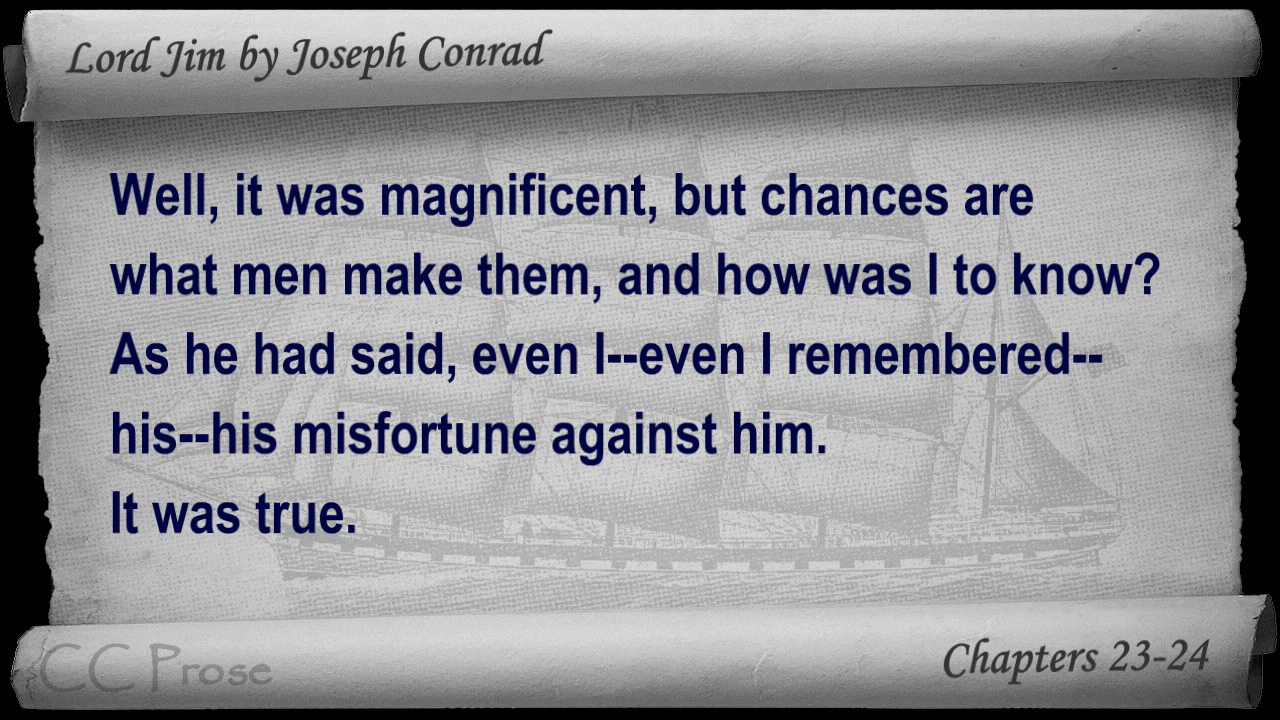 Lord Jim by Joseph Conrad
Well, it was magnificent, but chances are
what men make them, and how was I to know?
As he had said, even I--even I remembered--
his--his misfortune against him.
It was true.
CC Prose
Chapters 23-24